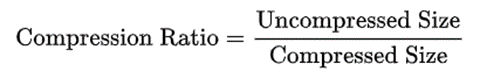 Compression Ratio = Uncompressed Size / Compressed Size